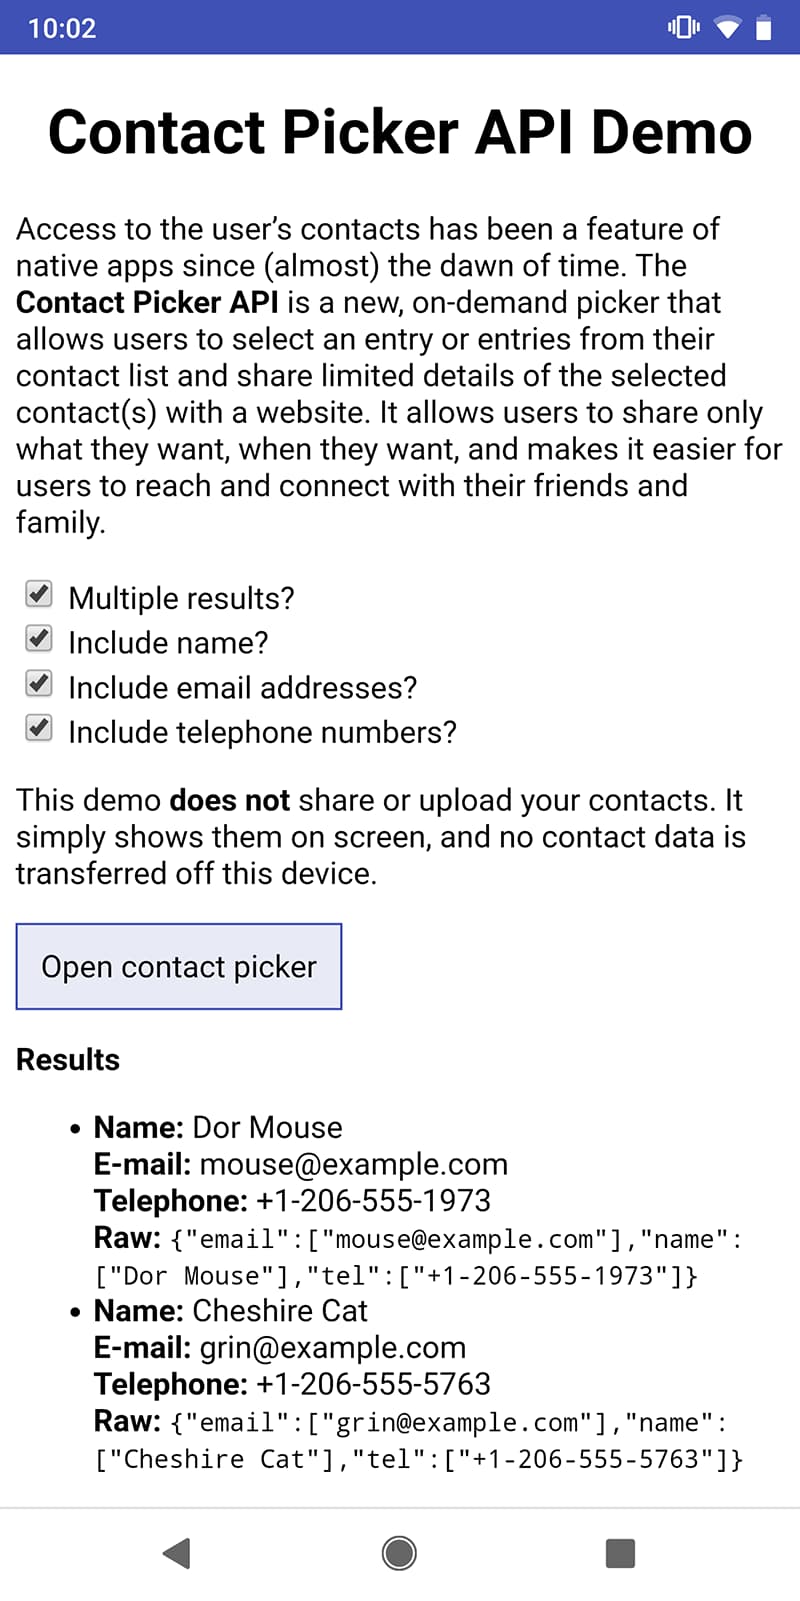 10:02
Contact Picker API Demo
Access to the user’s contacts has been a feature of
native apps since (almost) the dawn of time. The
Contact Picker API is a new, on-demand picker that
allows users to select an entry or entries from their
contact list and share limited details of the selected
contact(s) with a website. It allows users to share only
what they want, when they want, and makes it easier for
users to reach and connect with their friends and
family.
Multiple results?
Include name?
Include email addresses?
Include telephone numbers?
This demo does not share or upload your contacts. It
simply shows them on screen, and no contact data is
transferred off this device.
Open contact picker
Results
• Name: Dor Mouse
E-mail: mouse@example.com
Telephone: +1-206-555-1973
Raw: {"email":["mouse@example.com"],"name":
["Dor Mouse"],"tel":["+1-206-555-1973"]}
• Name: Cheshire Cat
E-mail: grin@example.com
Telephone: +1-206-555-5763
Raw: {"email":["grin@example.com"],"name":
["Cheshire Cat"],"tel":["+1-206-555-5763"]}